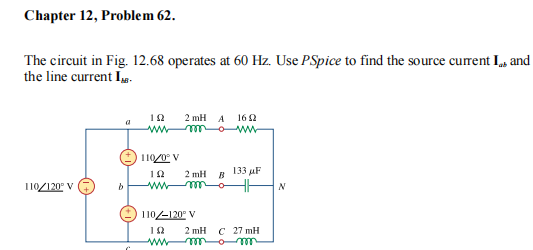 Chapter 12, Problem 62.
The circuit in Fig. 12.68 operates at 60 Hz. Use PSpice to find the source current I_ab and
the line current I_bB.
1 Ω 2 mH A 16 Ω
a
110/0° V
1 Ω 2 mH B 133 μF
110/120° V b N
110/–120° V
1 Ω 2 mH C 27 mH
c